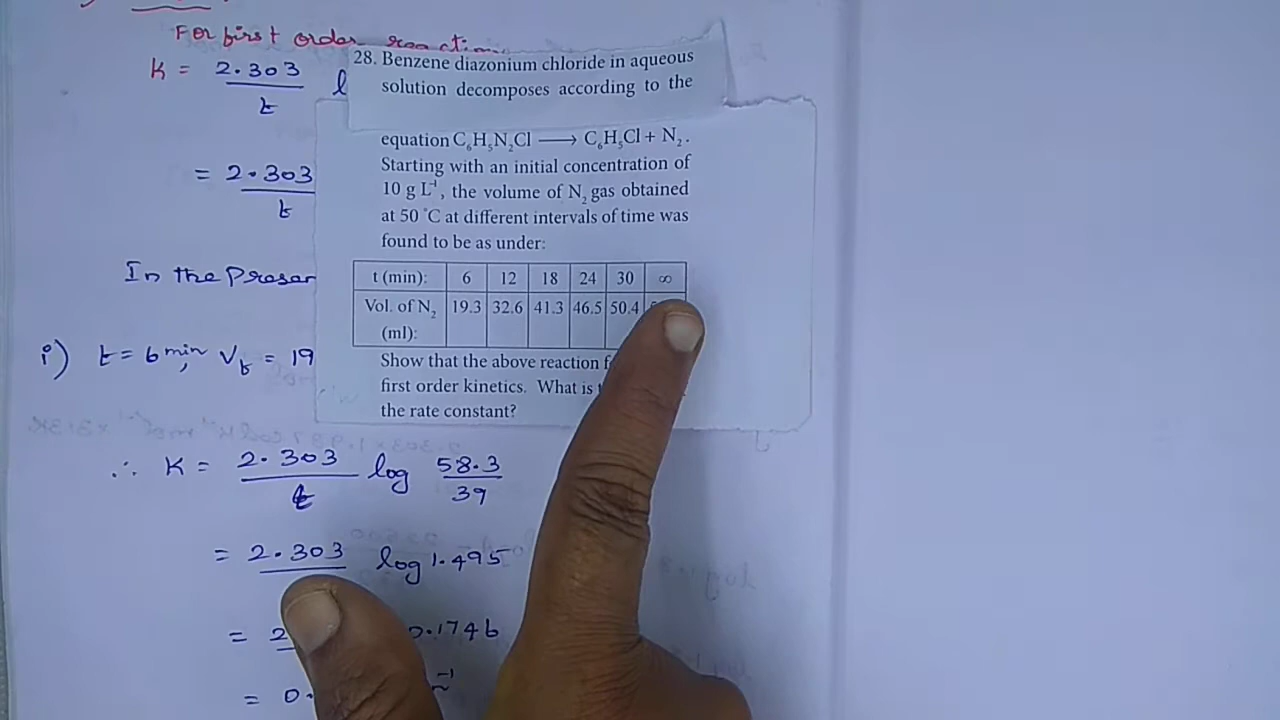 For first order reaction
K = 2.303
t
28. Benzene diazonium chloride in aqueous
solution decomposes according to the
equation C₆H₅N₂Cl ⟶ C₆H₅Cl + N₂.
= 2.303
t
Starting with an initial concentration of
10 g L⁻¹, the volume of N₂ gas obtained
at 50 °C at different intervals of time was
found to be as under:
In the
t (min): 6 12 18 24 30 ∞
Vol. of N₂ 19.3 32.6 41.3 46.5 50.4
(ml):
i) t = 6 min, Vt = 19
Show that the above reaction
first order kinetics. What is
the rate constant?
∴ K = 2.303 log 58.3
t 39
= 2.303 log 1.495
= 2 0.1746
= 0.